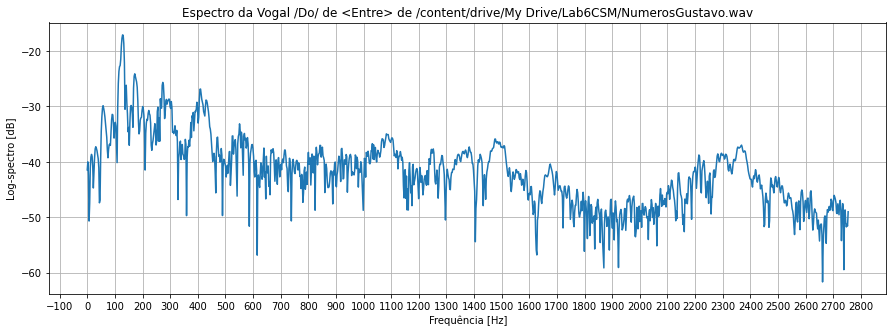 Espectro da Vogal /Do/ de <Entre> de /content/drive/My Drive/Lab6CSM/NumerosGustavo.wav
Log-spectro [dB]
−20
−30
−40
−50
−60
−100 0 100 200 300 400 500 600 700 800 900 1000 1100 1200 1300 1400 1500 1600 1700 1800 1900 2000 2100 2200 2300 2400 2500 2600 2700 2800
Frequência [Hz]